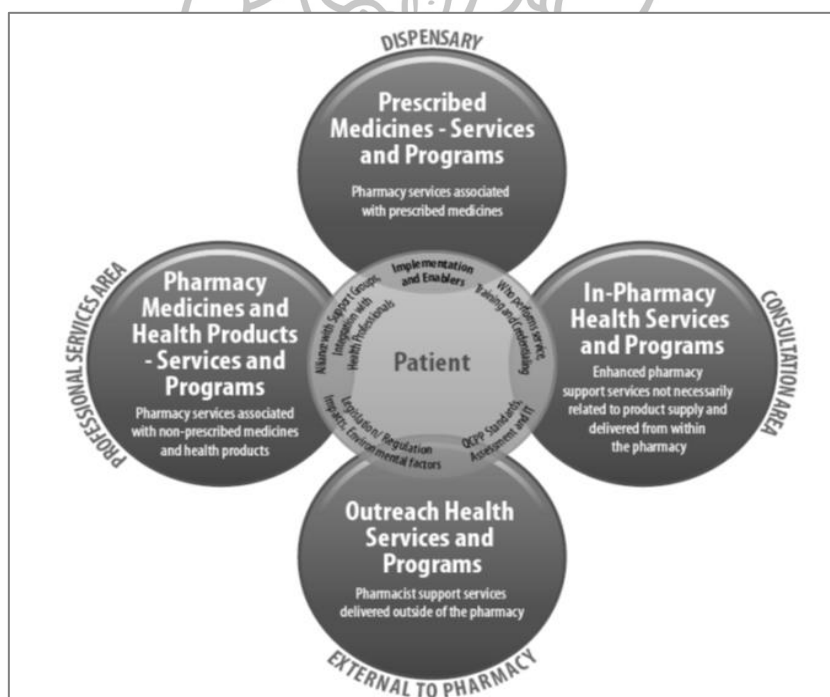 DISPENSARY
Prescribed
Medicines - Services
and Programs
Pharmacy services associated
with prescribed medicines
PROFESSIONAL SERVICES AREA
Pharmacy
Medicines and
Health Products
- Services and
Programs
Pharmacy services associated
with non-prescribed medicines
and health products
Implementation
and Enablers
Alliance with Support Groups,
Integration with
Health Professionals
Who performs service,
Training and Credentialing
Patient
Legislation/ Regulation
Impacts, Environmental factors
QCPP Standards,
Assessment and IT
In-Pharmacy
Health Services
and Programs
Enhanced pharmacy
support services not necessarily
related to product supply and
delivered from within
the pharmacy
CONSULTATION AREA
Outreach Health
Services and
Programs
Pharmacist support services
delivered outside of the pharmacy
EXTERNAL TO PHARMACY